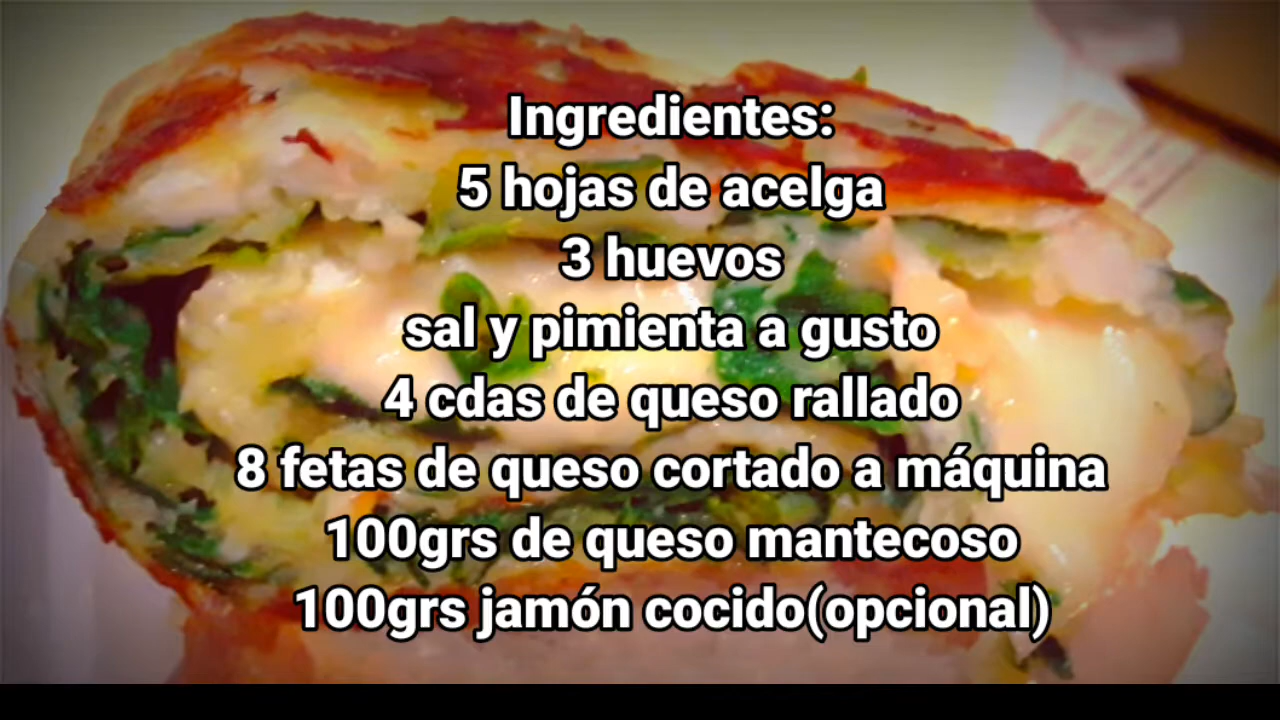 Ingredientes:
5 hojas de acelga
3 huevos
sal y pimienta a gusto
4 cdas de queso rallado
8 fetas de queso cortado a máquina
100grs de queso mantecoso
100grs jamón cocido(opcional)